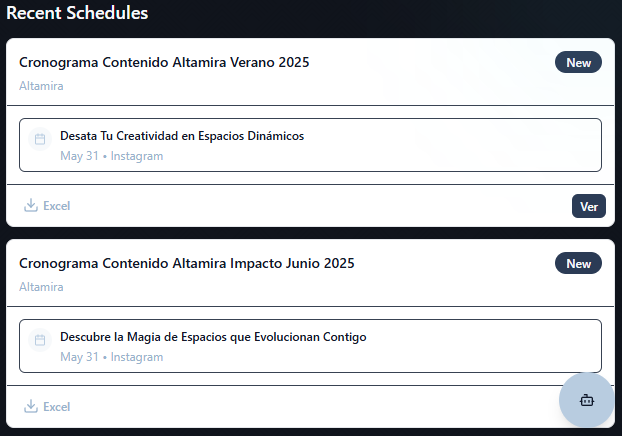 Recent Schedules
Cronograma Contenido Altamira Verano 2025
New
Altamira
Desata Tu Creatividad en Espacios Dinámicos
May 31 • Instagram
Excel
Ver
Cronograma Contenido Altamira Impacto Junio 2025
New
Altamira
Descubre la Magia de Espacios que Evolucionan Contigo
May 31 • Instagram
Excel